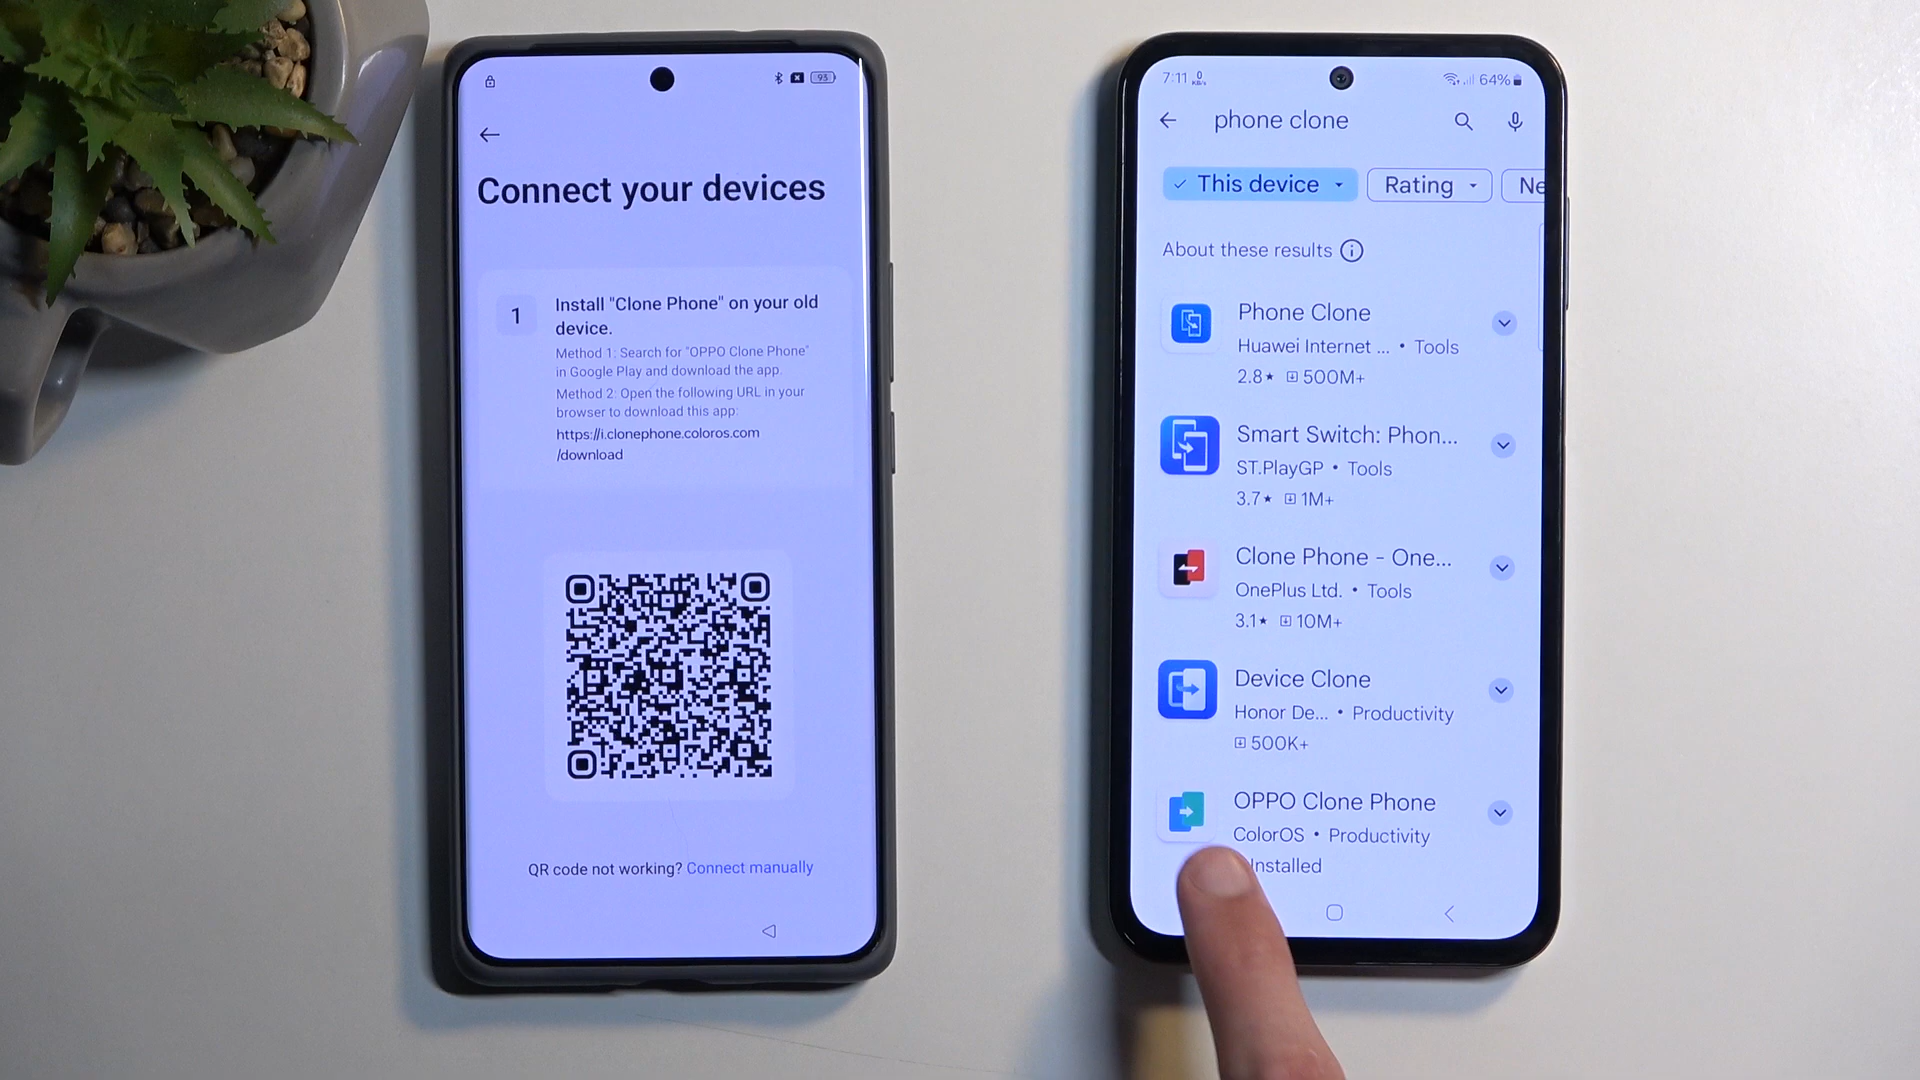 93
Connect your devices
1
Install "Clone Phone" on your old
device.
Method 1: Search for "OPPO Clone Phone"
in Google Play and download the app.
Method 2: Open the following URL in your
browser to download this app:
https://i.clonephone.coloros.com
/download
QR code not working? Connect manually
7:11 0 KB/s 64%
phone clone
This device Rating Ne
About these results
Phone Clone
Huawei Internet ... • Tools
2.8★ 500M+
Smart Switch: Phon...
ST.PlayGP • Tools
3.7★ 1M+
Clone Phone - One...
OnePlus Ltd. • Tools
3.1★ 10M+
Device Clone
Honor De... • Productivity
500K+
OPPO Clone Phone
ColorOS • Productivity
Installed